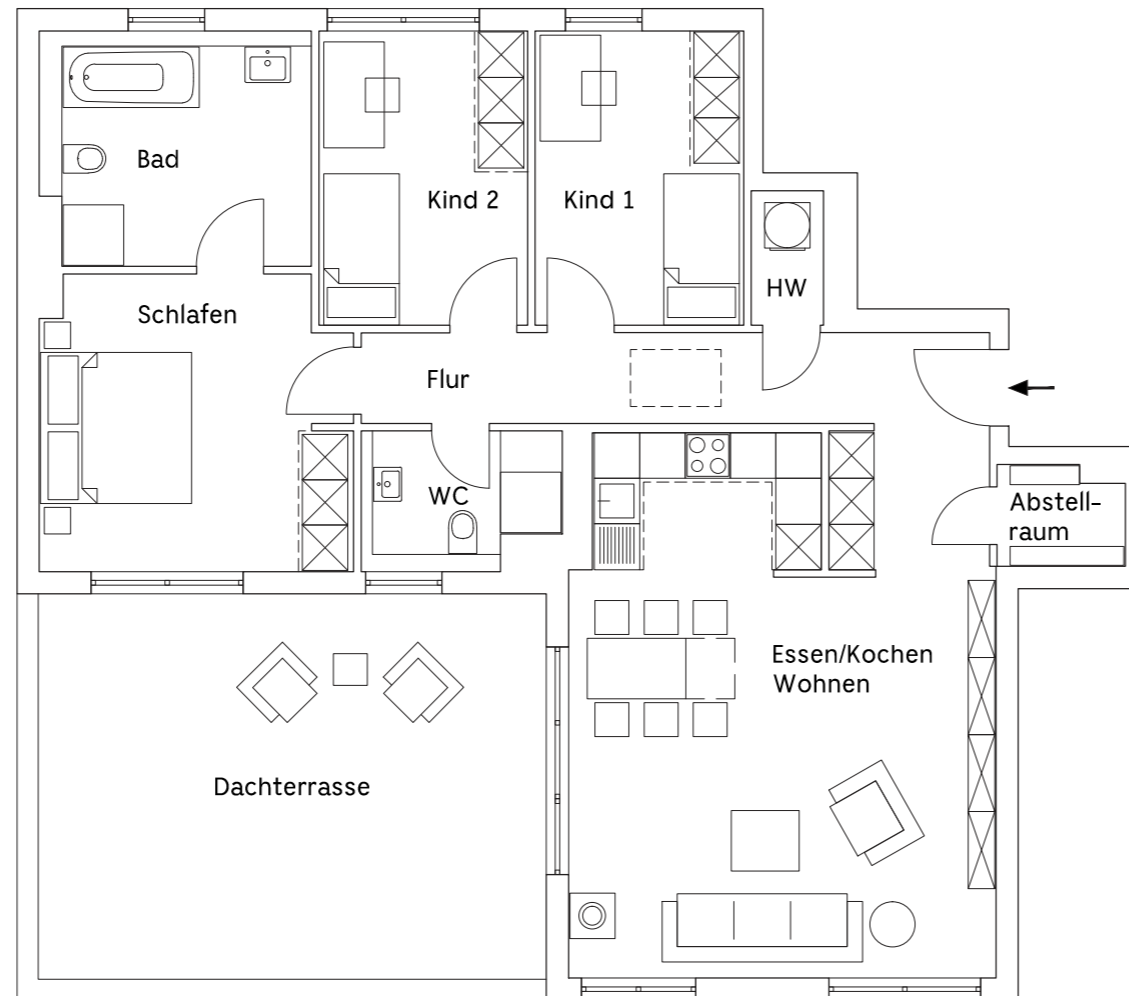 Bad
Kind 2
Kind 1
HW
Schlafen
Flur
WC
Abstell-
raum
Essen/Kochen
Wohnen
Dachterrasse